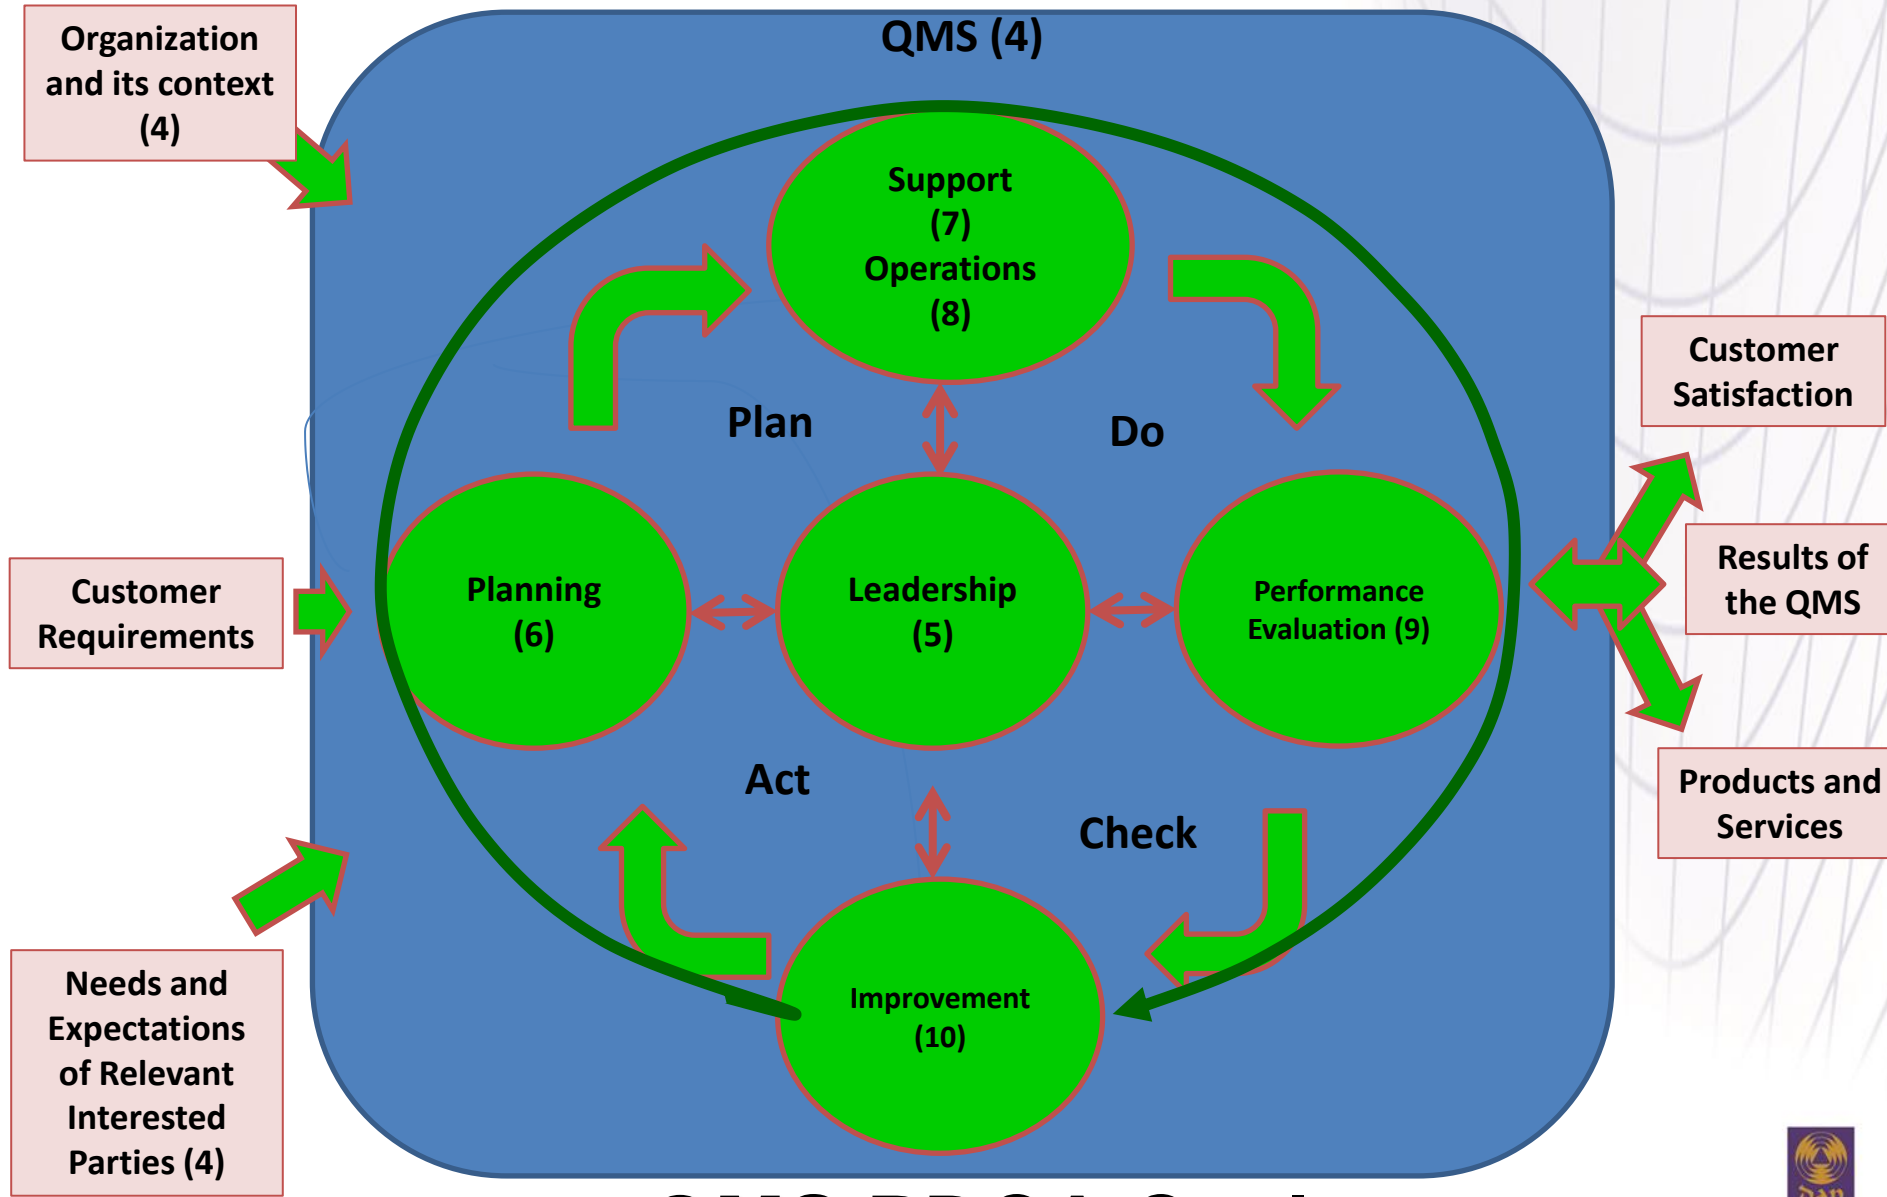 Organization
and its context
(4)
QMS (4)
Support
(7)
Operations
(8)
Customer
Satisfaction
Plan
Do
Customer
Requirements
Planning
(6)
Leadership
(5)
Performance
Evaluation (9)
Results of
the QMS
Act
Check
Products and
Services
Needs and
Expectations
of Relevant
Interested
Parties (4)
Improvement
(10)